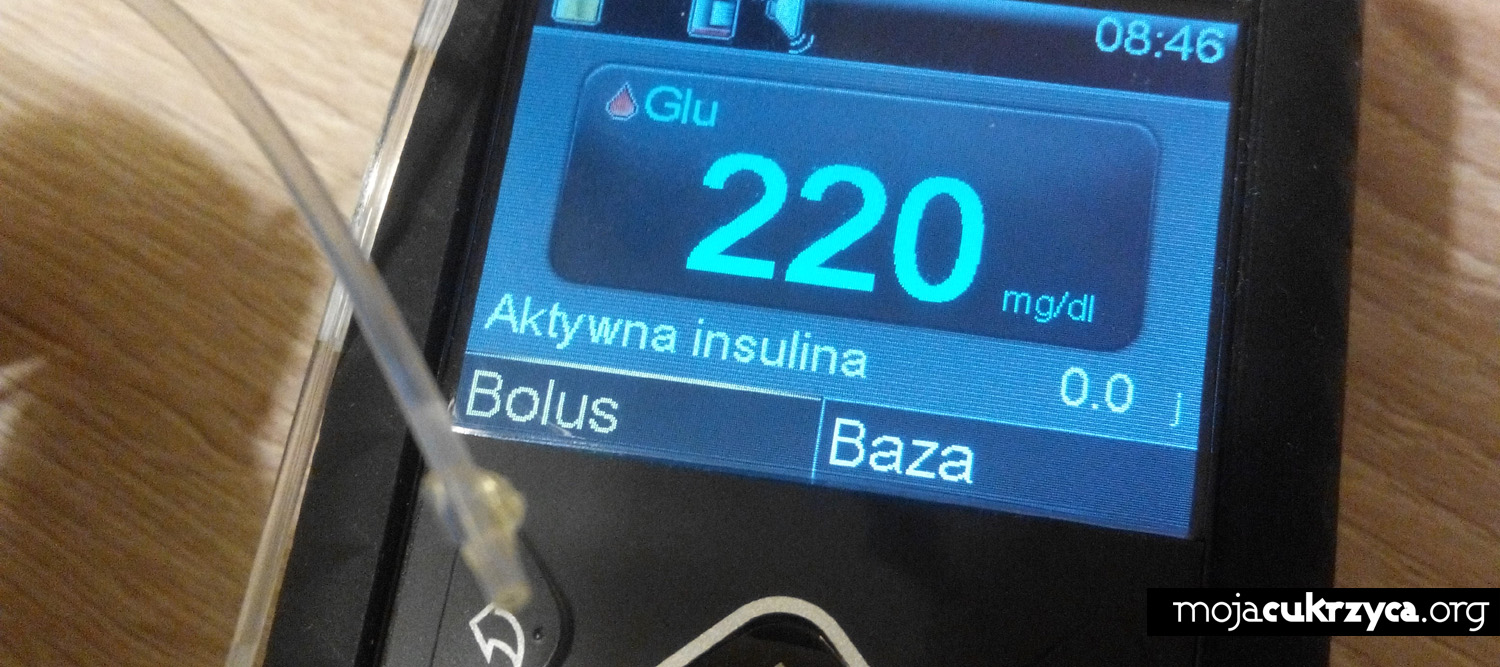 08:46
Glu
220 mg/dl
Aktywna insulina 0.0 j
Bolus Baza
mojacukrzyca.org